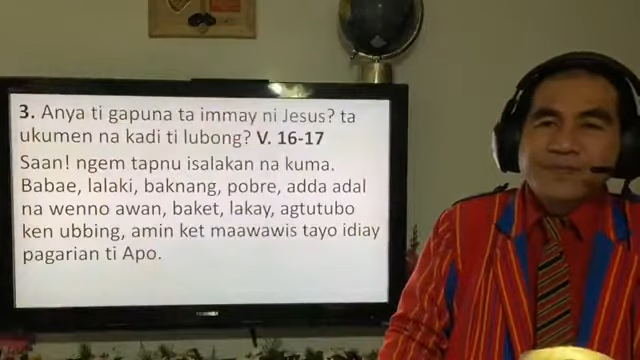 3. Anya ti gapuna ta immay ni Jesus? ta
ukumen na kadi ti lubong? V. 16-17
Saan! ngem tapnu isalakan na kuma.
Babae, lalaki, baknang, pobre, adda adal
na wenno awan, baket, lakay, agtutubo
ken ubbing, amin ket maawawis tayo idiay
pagarian ti Apo.
TOSHIBA